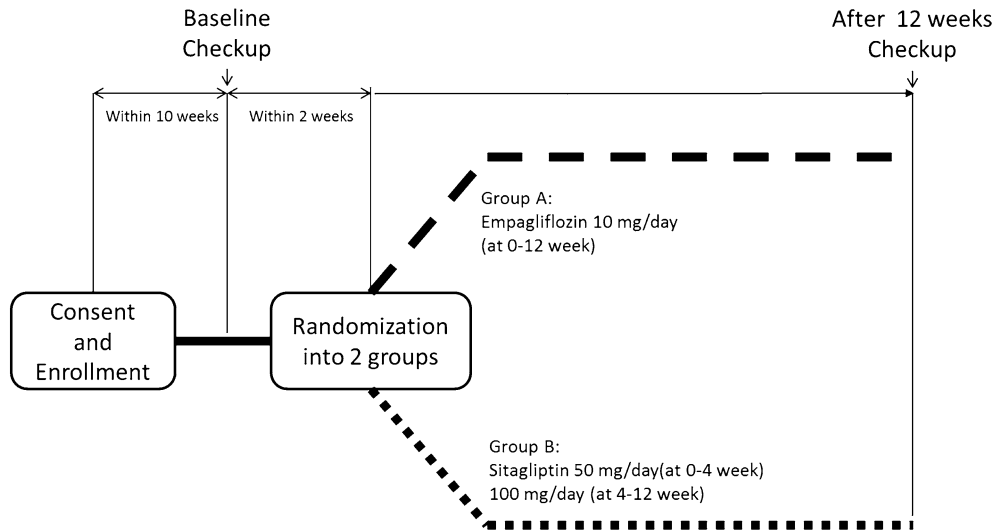 Baseline
Checkup
After 12 weeks
Checkup
Within 10 weeks
Within 2 weeks
Group A:
Empagliflozin 10 mg/day
(at 0-12 week)
Consent
and
Enrollment
Randomization
into 2 groups
Group B:
Sitagliptin 50 mg/day(at 0-4 week)
100 mg/day (at 4-12 week)